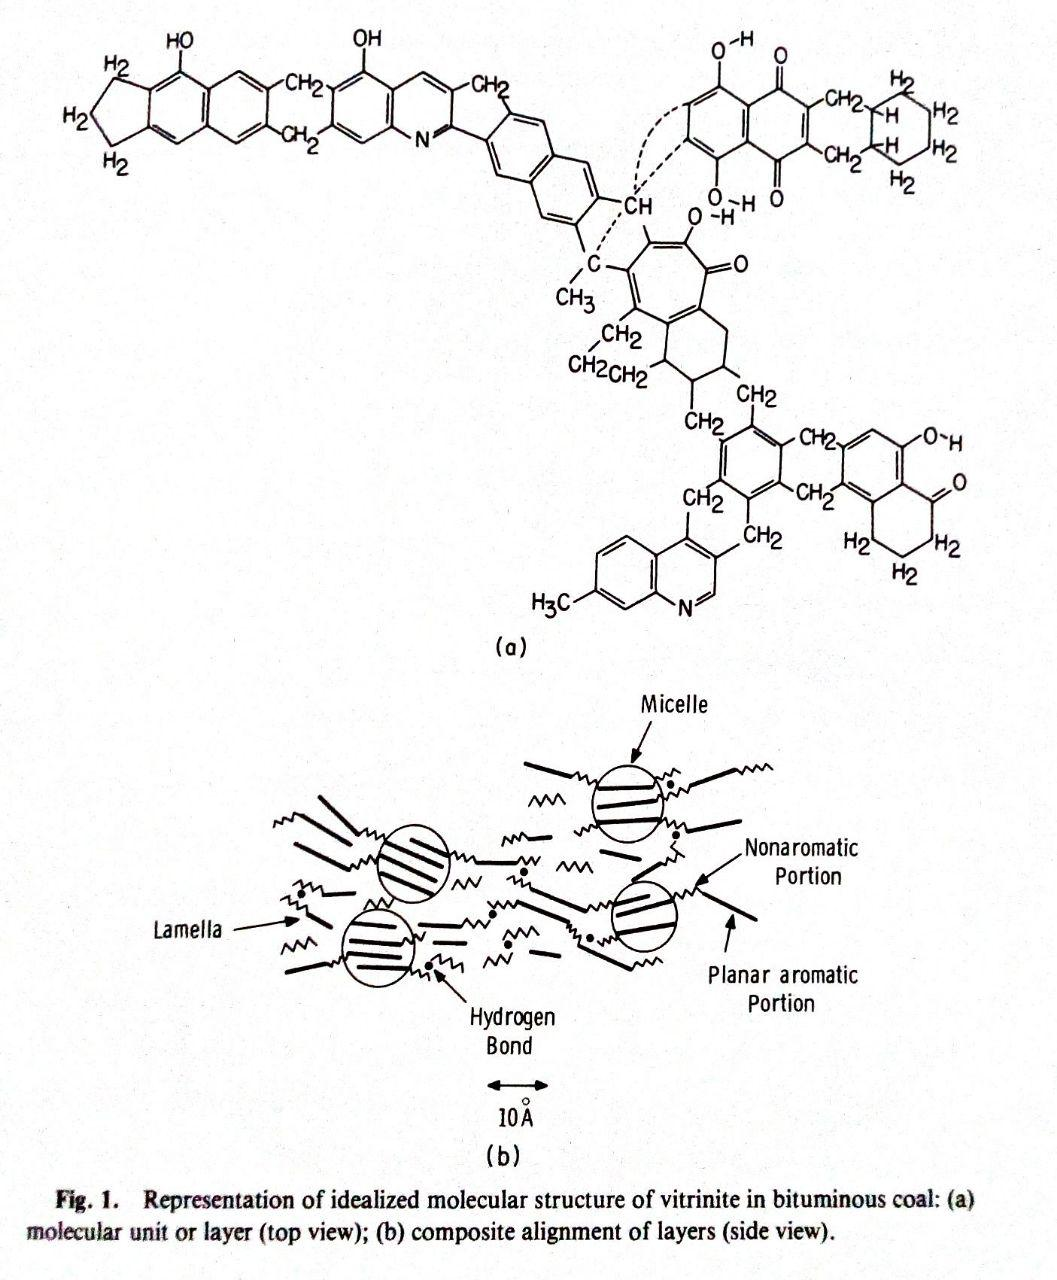 HO
OH
O-H
O
H2
H2
H2
CH2
CH2
CH2
N
CH2
CH2
H
H
H2
H2
H2
H2
O-H
O
CH
O-H
O
C
CH3
CH2
CH2CH2
CH2
CH2
CH2
CH2
O-H
O
CH2
CH2
H2
H2
H2
H3C
N
(a)
Micelle
Nonaromatic
Portion
Lamella
Planar aromatic
Portion
Hydrogen
Bond
10Å
(b)
Fig. 1. Representation of idealized molecular structure of vitrinite in bituminous coal: (a)
molecular unit or layer (top view); (b) composite alignment of layers (side view).